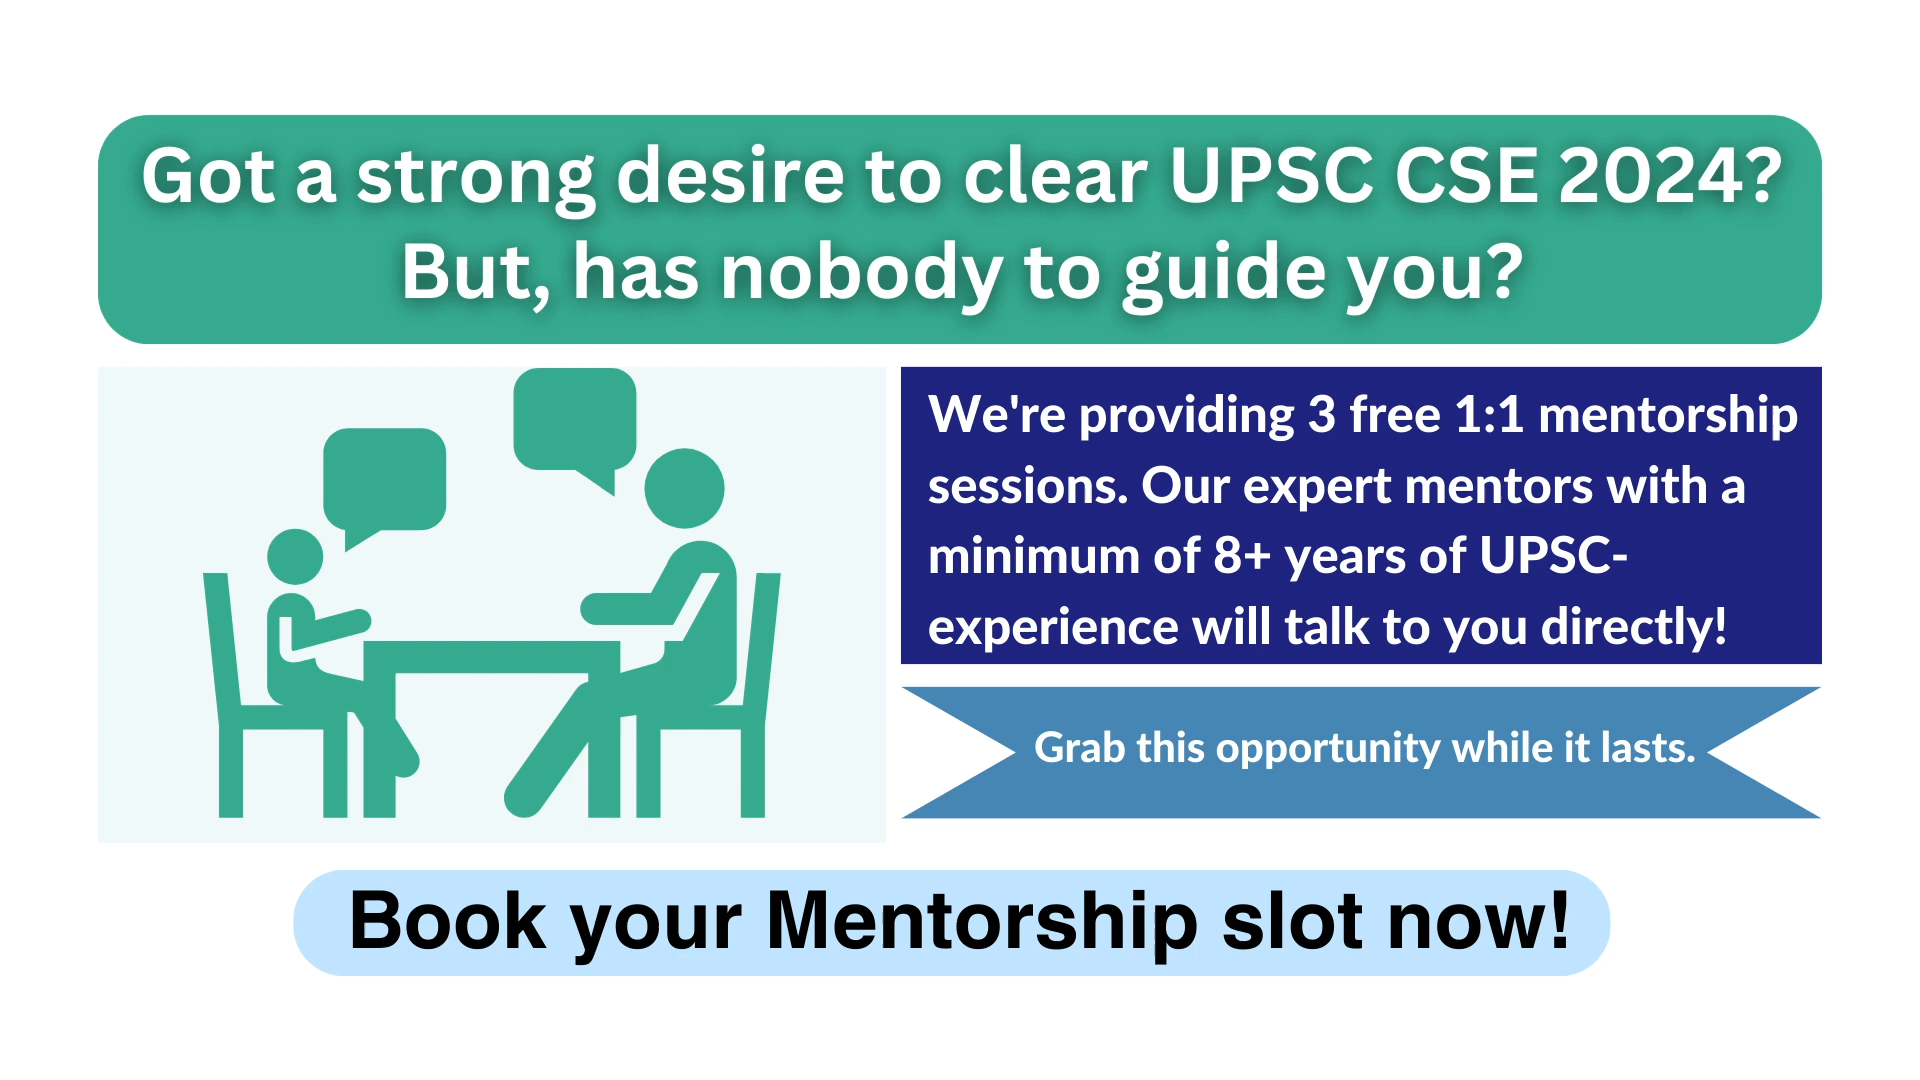 Got a strong desire to clear UPSC CSE 2024?
But, has nobody to guide you?
We're providing 3 free 1:1 mentorship
sessions. Our expert mentors with a
minimum of 8+ years of UPSC-
experience will talk to you directly!
Grab this opportunity while it lasts.
Book your Mentorship slot now!